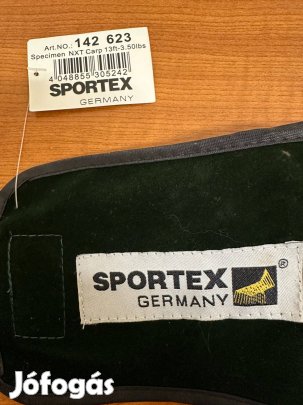 Art.NO.: 142 623
Specimen NXT Carp 13ft-3.50lbs
4 048855 305242
SPORTEX
GERMANY
SPORTEX ®
GERMANY
Jófogás